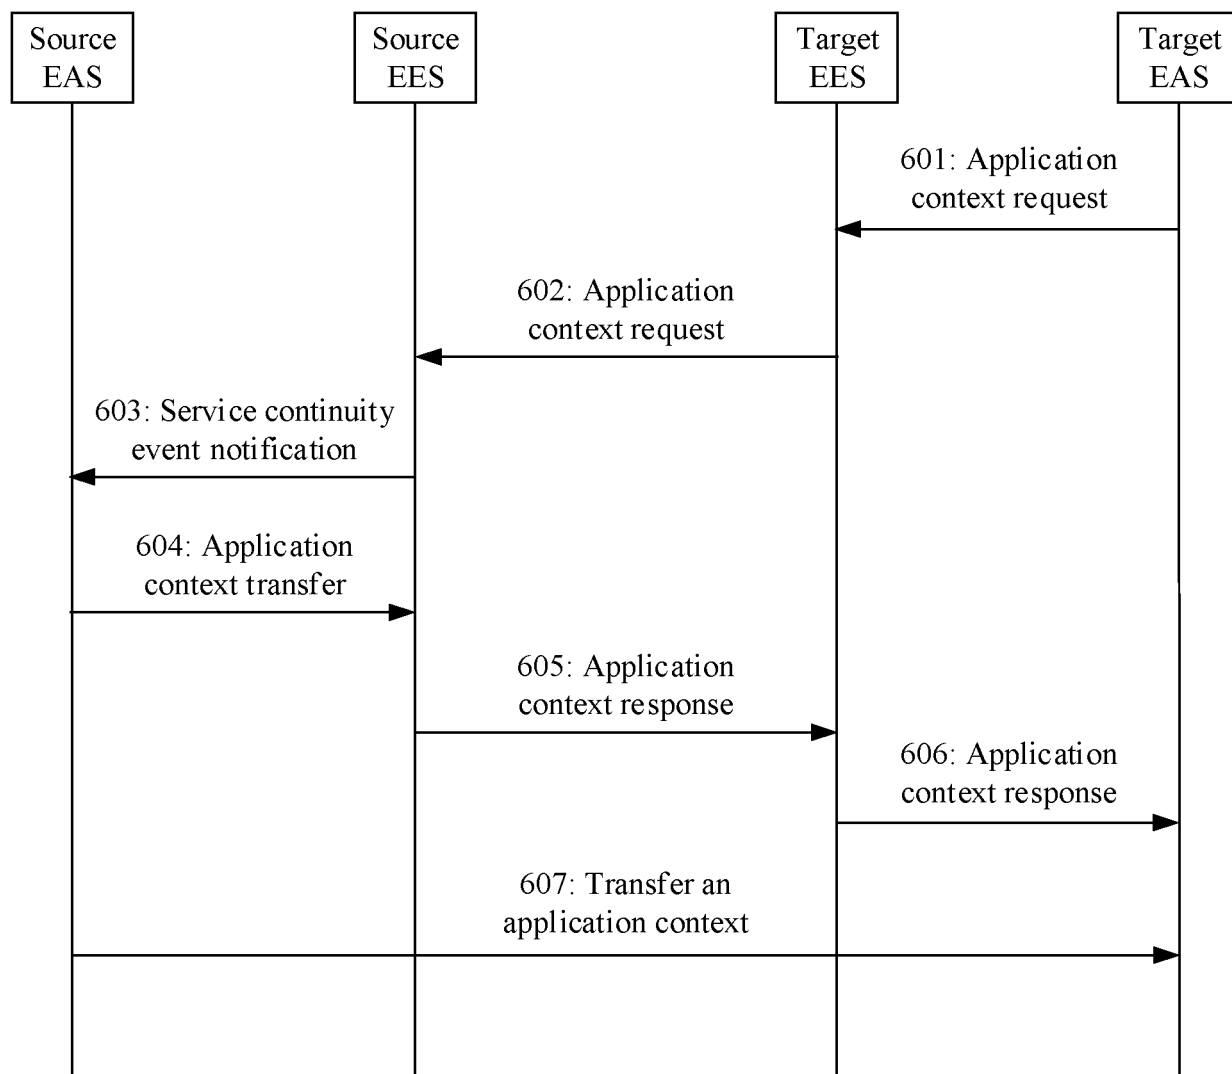 Source
EAS
Source
EES
Target
EES
Target
EAS
601: Application
context request
602: Application
context request
603: Service continuity
event notification
604: Application
context transfer
605: Application
context response
606: Application
context response
607: Transfer an
application context